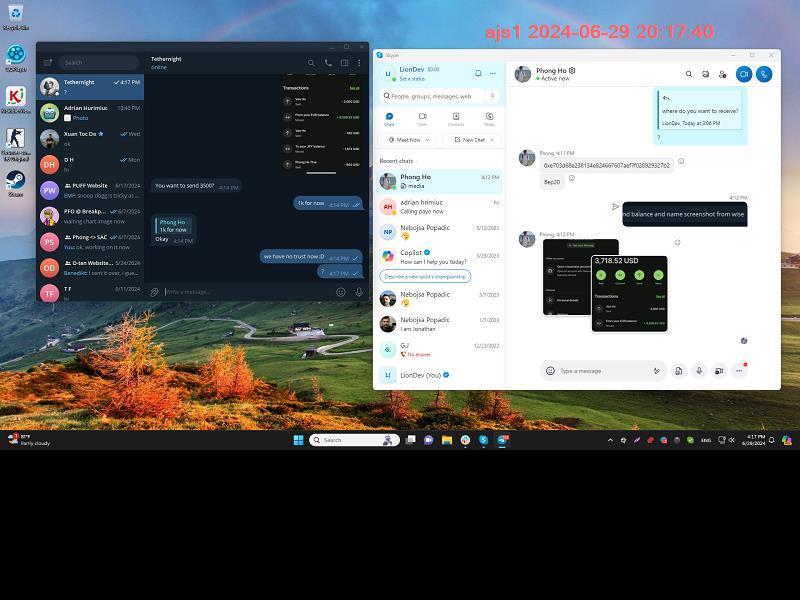 ajs1 2024-06-29 20:17:40
Recycle Bin
GOPlayer
Steam
Search
Tethernight
4:17 PM
?
Adrian Hurimiuc
10:40 PM
Photo
Xuan Toc Do
Wed
ok
D H
Mon
hi
PUFF Website
6/17/2024
EMP: snoop dogg is tricky at...
PFO @ Breakp...
6/7/2024
waiting chart image now
Phong <> SAC
6/7/2024
You: ok, working on it now
O-ten Website...
5/24/2024
Benedikt: I sent it over, I gues...
T F
5/11/2024
Tethernight
online
Transactions
See all
You want to send 3500?
4:14 PM
1k for now
4:14 PM
Phong Ho
1k for now
Okay
4:14 PM
we have no trust now :D
4:14 PM
?
4:17 PM
Write a message...
Skype
LionDev
$0.00
Set a status
People, groups, messages, web
Chats
Calls
Contacts
Today
Meet Now
New Chat
Recent chats
Phong Ho
4:12 PM
media
adrian hrimiuc
Fri
Calling payo now
Nebojsa Popadic
5/12/2023
Copilot
3/28/2023
How can I help you today?
Describe a new sport's championship
Nebojsa Popadic
3/7/2023
Nebojsa Popadic
1/7/2023
I am Jonathan
G.J
12/23/2022
No answer
LionDev (You)
Phong Ho
Active now
where do you want to receive?
LionDev, Today at 3:06 PM
?
Phong, 4:11 PM
Bep20
4:12 PM
nd balance and name screenshot from wise
Phong, 4:12 PM
3,718.52 USD
Transactions
See all
Type a message
81°F
Partly cloudy
Search
ENG
4:17 PM
6/29/2024